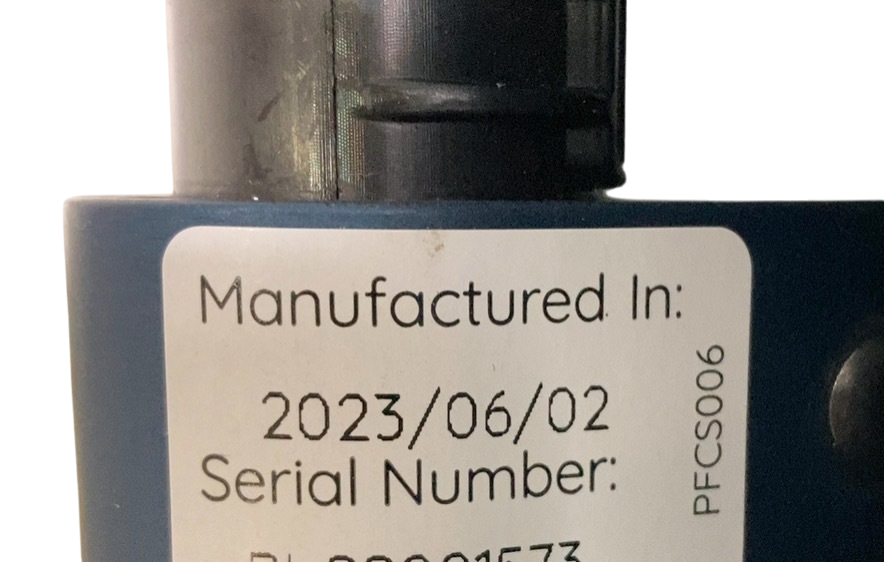 Manufactured In:
2023/06/02
Serial Number:
PFCS006